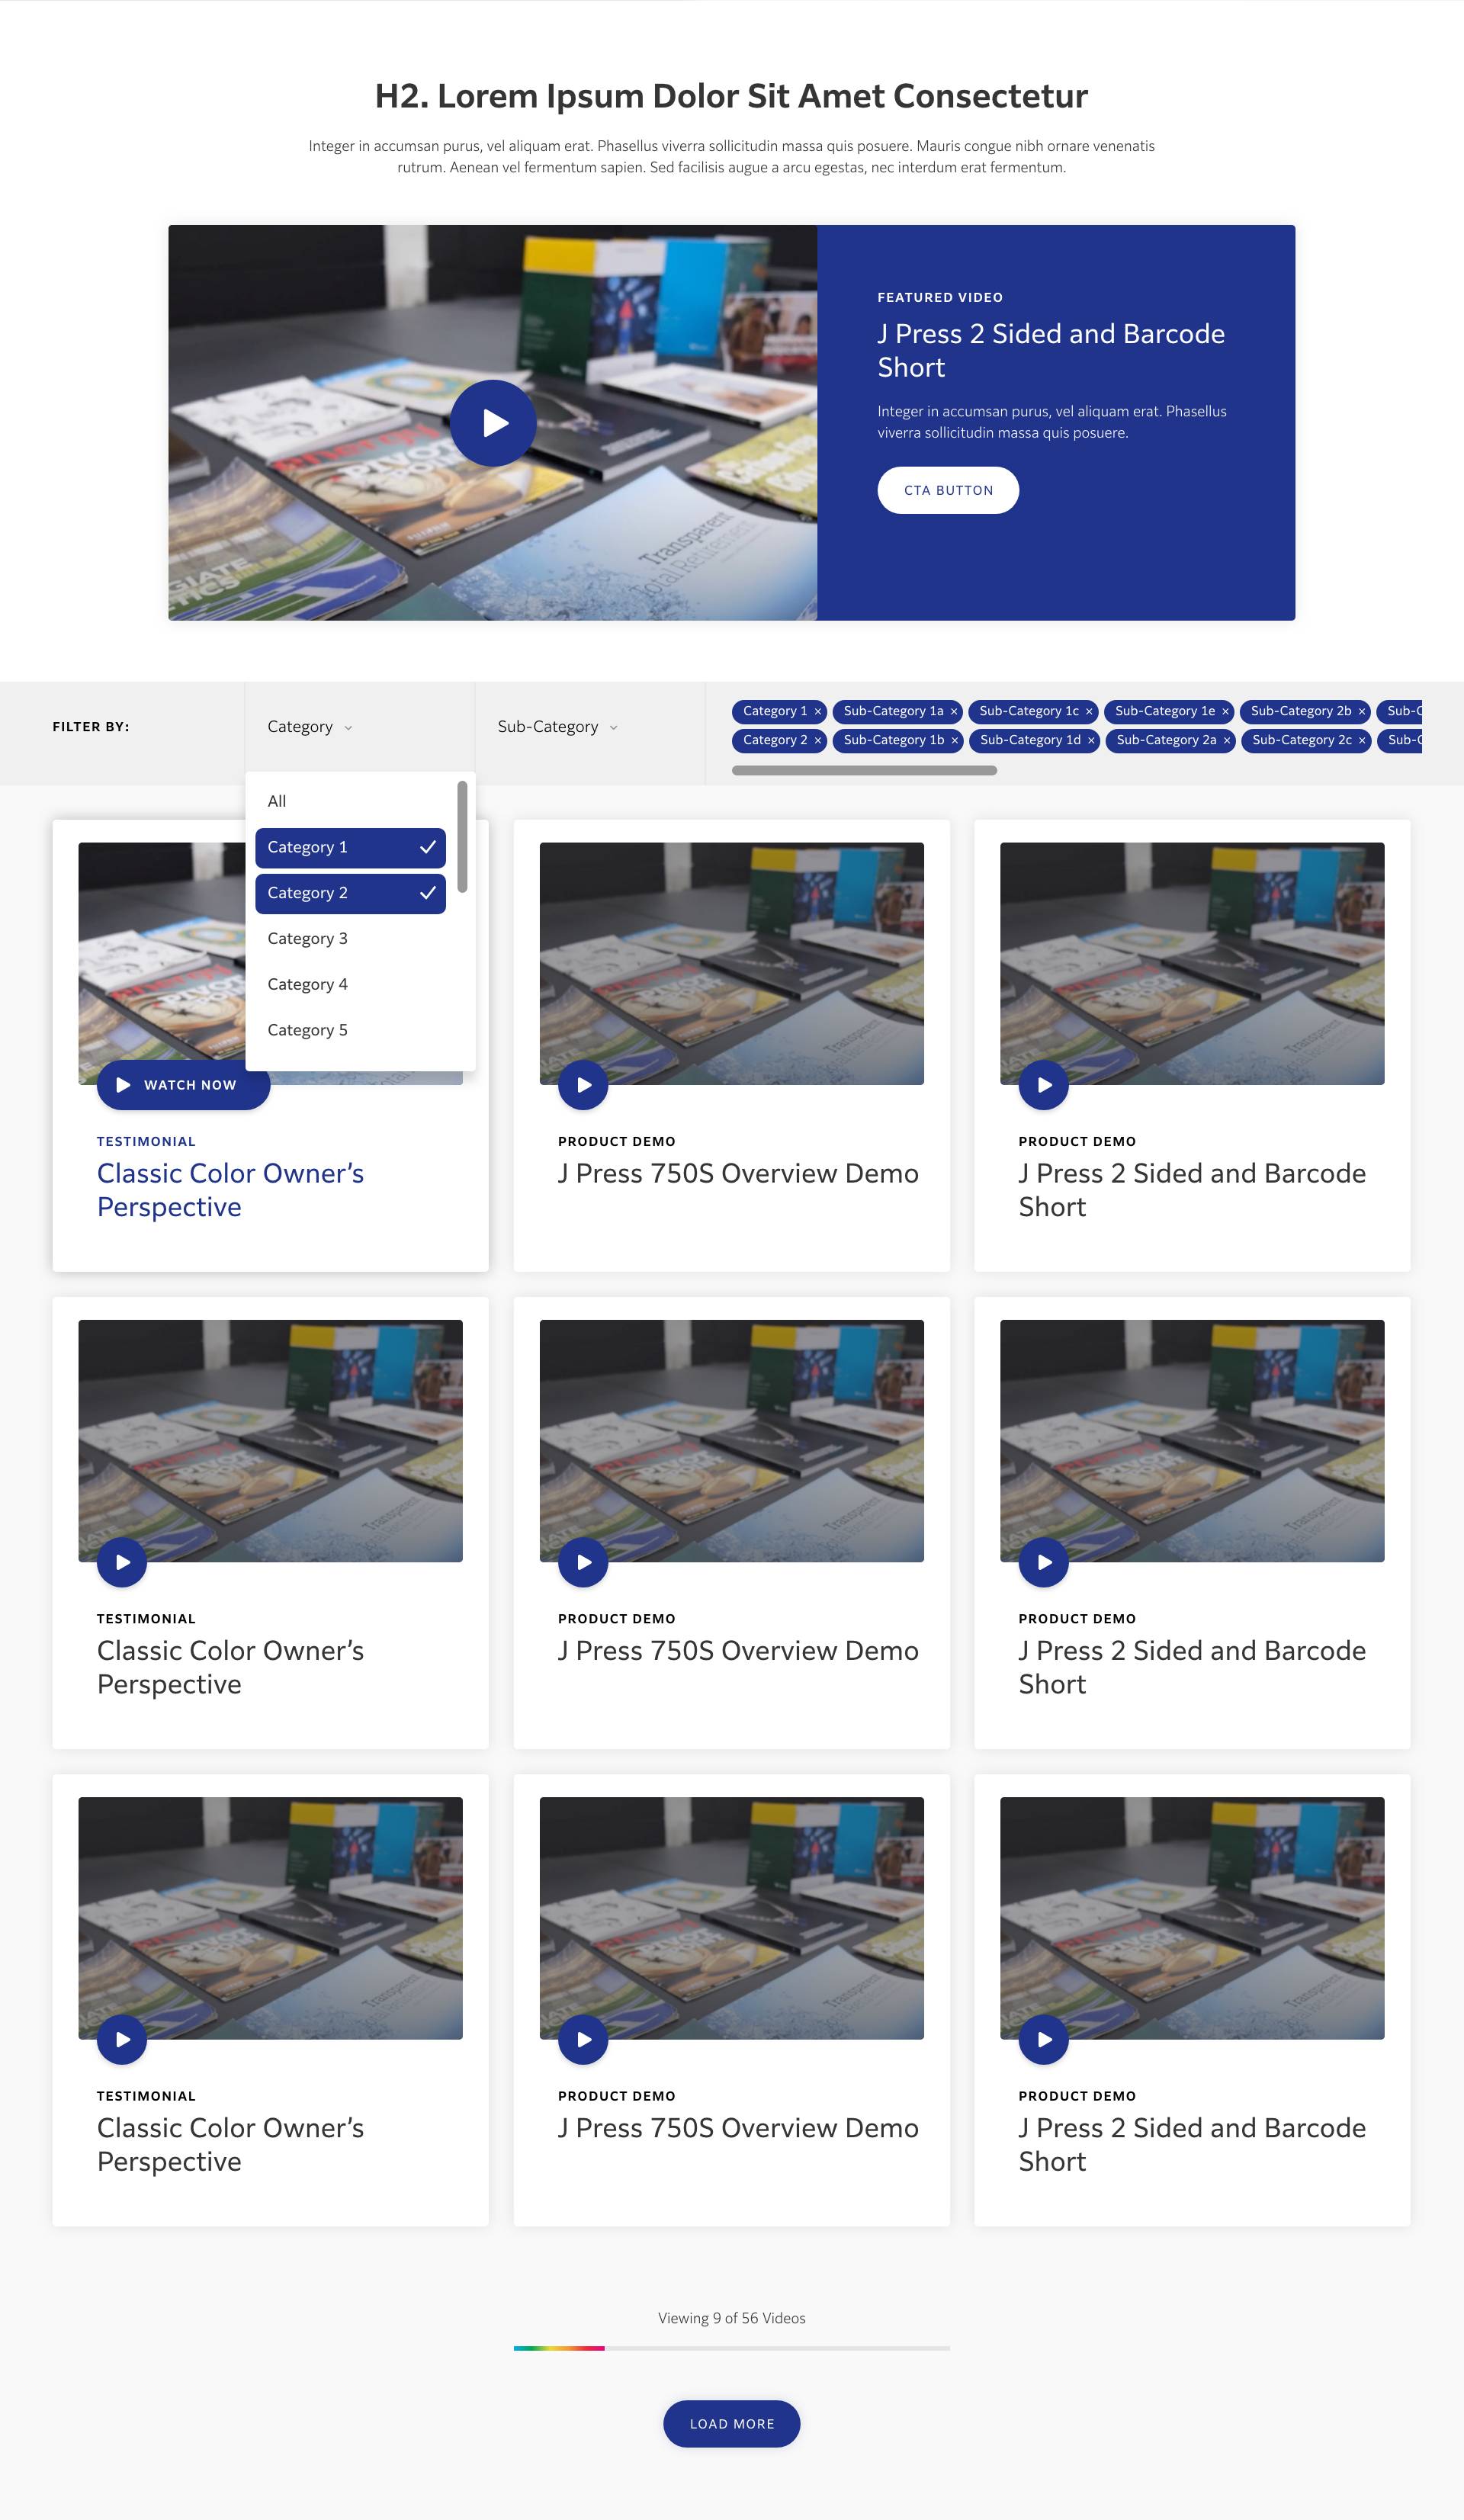 H2. Lorem Ipsum Dolor Sit Amet Consectetur
Integer in accumsan purus, vel aliquam erat. Phasellus viverra sollicitudin massa quis posuere. Mauris congue nibh ornare venenatis
rutrum. Aenean vel fermentum sapien. Sed facilisis augue a arcu egestas, nec interdum erat fermentum.
Transparent
Total Retirement
FEATURED VIDEO
J Press 2 Sided and Barcode
Short
Integer in accumsan purus, vel aliquam erat. Phasellus
viverra sollicitudin massa quis posuere.
CTA BUTTON
FILTER BY:
Category
Sub-Category
Category 1 × Sub-Category 1a × Sub-Category 1c × Sub-Category 1e × Sub-Category 2b × Sub-C
Category 2 × Sub-Category 1b × Sub-Category 1d × Sub-Category 2a × Sub-Category 2c × Sub-C
All
Category 1
Category 2
Category 3
Category 4
Category 5
WATCH NOW
TESTIMONIAL
Classic Color Owner’s
Perspective
PRODUCT DEMO
J Press 750S Overview Demo
PRODUCT DEMO
J Press 2 Sided and Barcode
Short
TESTIMONIAL
Classic Color Owner’s
Perspective
PRODUCT DEMO
J Press 750S Overview Demo
PRODUCT DEMO
J Press 2 Sided and Barcode
Short
TESTIMONIAL
Classic Color Owner’s
Perspective
PRODUCT DEMO
J Press 750S Overview Demo
PRODUCT DEMO
J Press 2 Sided and Barcode
Short
Viewing 9 of 56 Videos
LOAD MORE